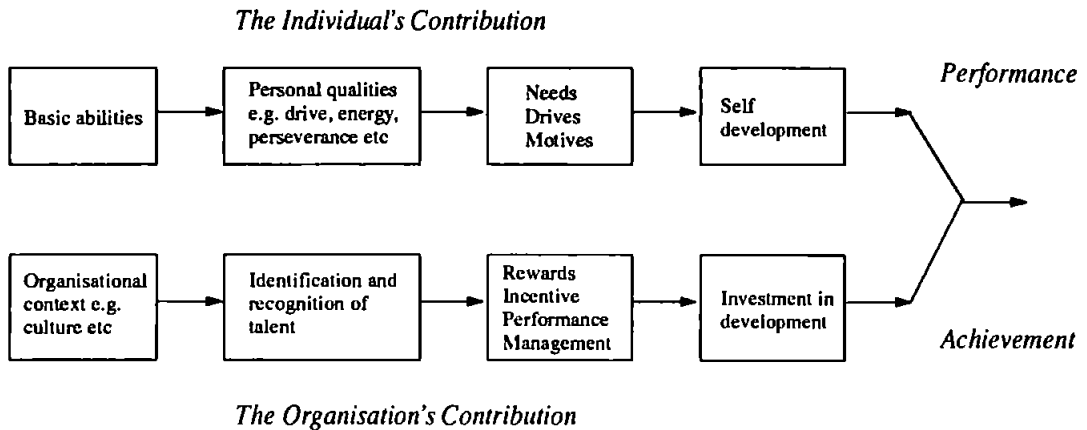 The Individual's Contribution
Performance
Basic abilities
Personal qualities
e.g. drive, energy,
perseverance etc
Needs
Drives
Motives
Self
development
Organisational
context e.g.
culture etc
Identification and
recognition of
talent
Rewards
Incentive
Performance
Management
Investment in
development
Achievement
The Organisation's Contribution